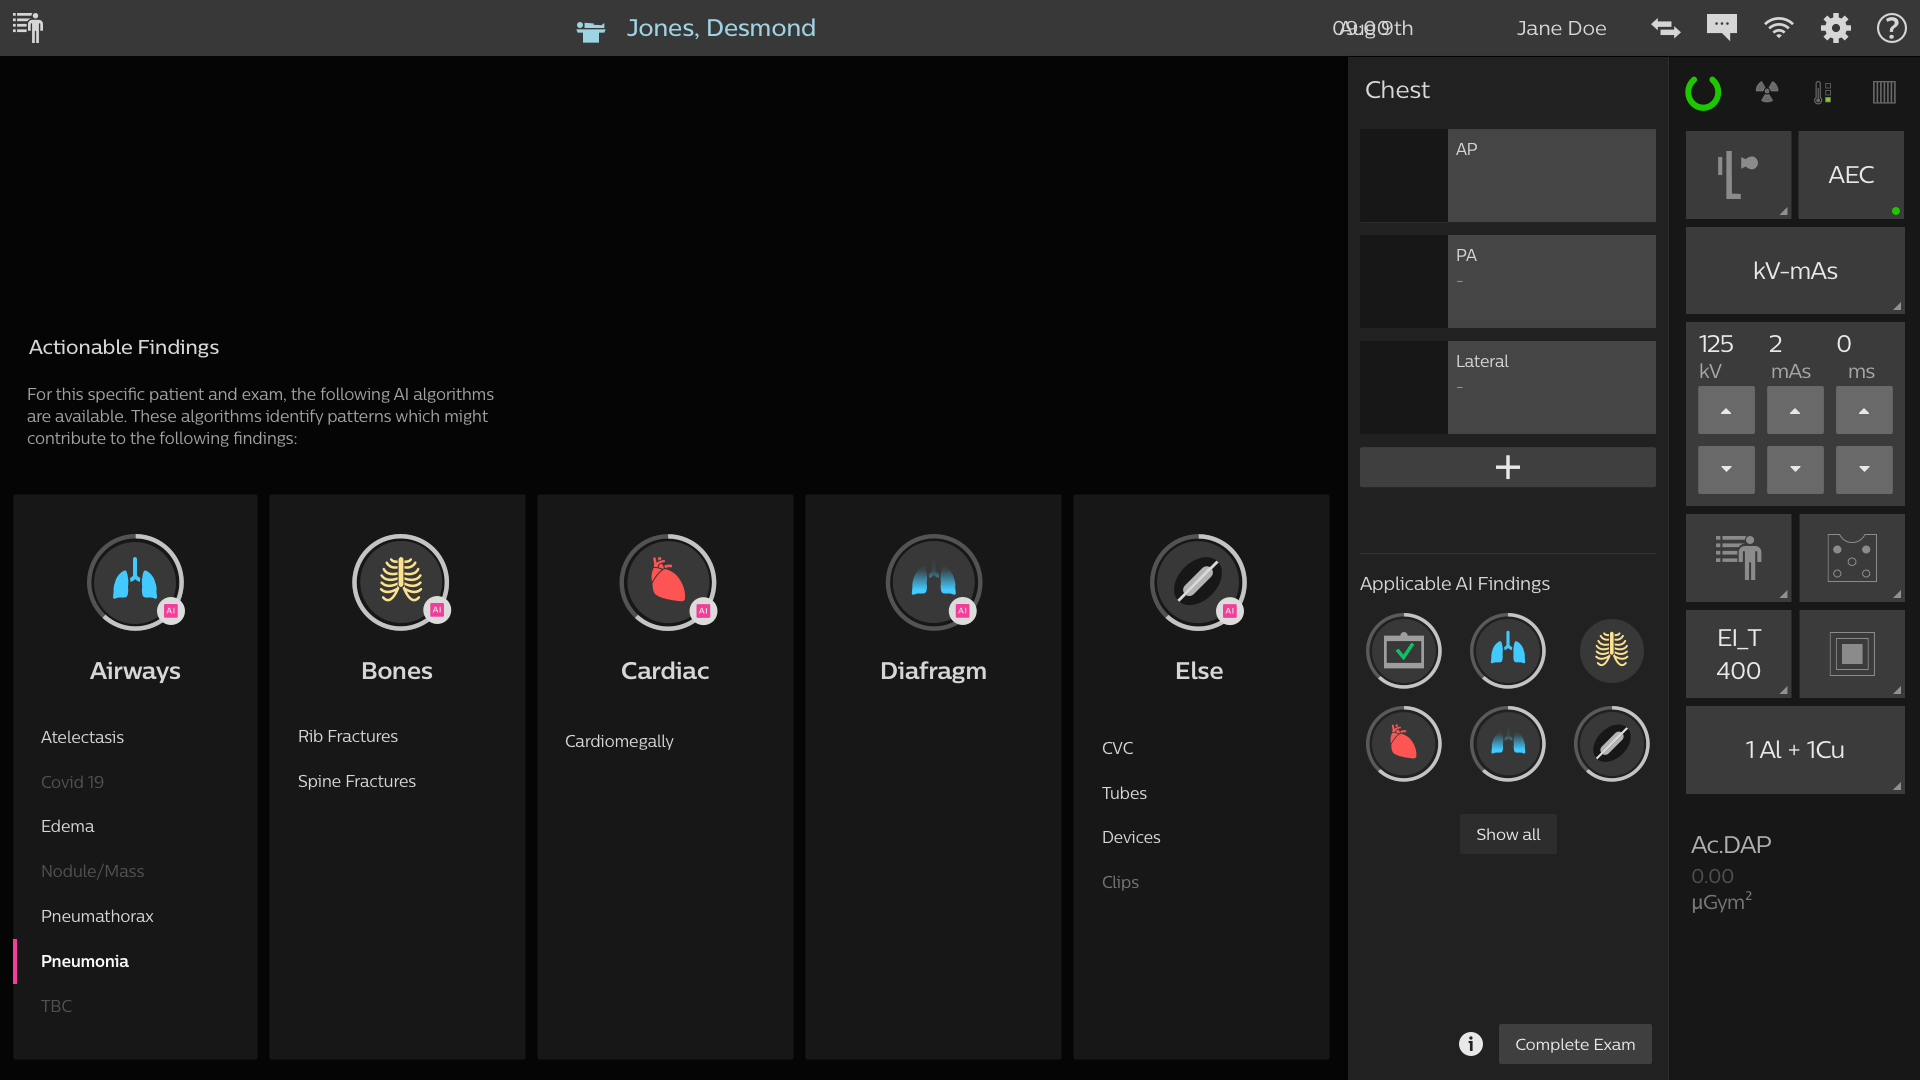 Jones, Desmond
09:00
Aug 9th
Jane Doe
Actionable Findings
For this specific patient and exam, the following AI algorithms
are available. These algorithms identify patterns which might
contribute to the following findings:
AI
Airways
Atelectasis
Covid 19
Edema
Nodule/Mass
Pneumathorax
Pneumonia
TBC
AI
Bones
Rib Fractures
Spine Fractures
AI
Cardiac
Cardiomegally
AI
Diafragm
AI
Else
CVC
Tubes
Devices
Clips
Chest
AP
PA
-
Lateral
-
+
Applicable AI Findings
Show all
i
Complete Exam
AEC
kV-mAs
125 2 0
kV mAs ms
EI_T
400
1 Al + 1Cu
Ac.DAP
0.00
µGym²